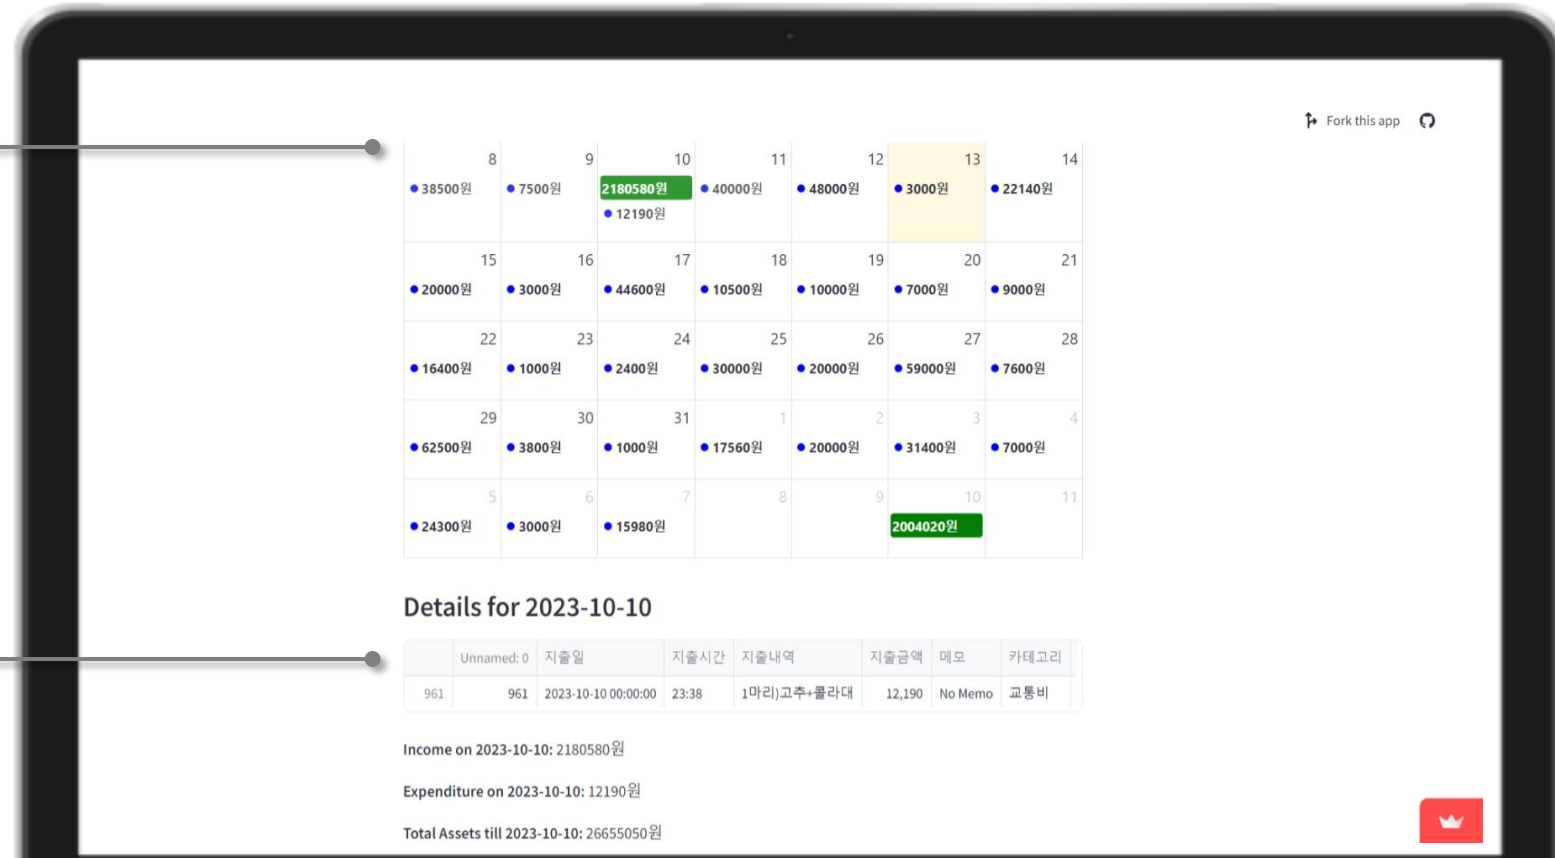 Fork this app
8 9 10 11 12 13 14
38500원 7500원 2180580원 40000원 48000원 3000원 22140원
12190원
15 16 17 18 19 20 21
20000원 3000원 44600원 10500원 10000원 7000원 9000원
22 23 24 25 26 27 28
16400원 1000원 2400원 30000원 20000원 59000원 7600원
29 30 31 1 2 3 4
62500원 3800원 1000원 17560원 20000원 31400원 7000원
5 6 7 8 9 10 11
24300원 3000원 15980원 2004020원
Details for 2023-10-10
Unnamed: 0 지출일 지출시간 지출내역 지출금액 메모 카테고리
961 961 2023-10-10 00:00:00 23:38 1마리)고추+콜라대 12,190 No Memo 교통비
Income on 2023-10-10: 2180580원
Expenditure on 2023-10-10: 12190원
Total Assets till 2023-10-10: 26655050원